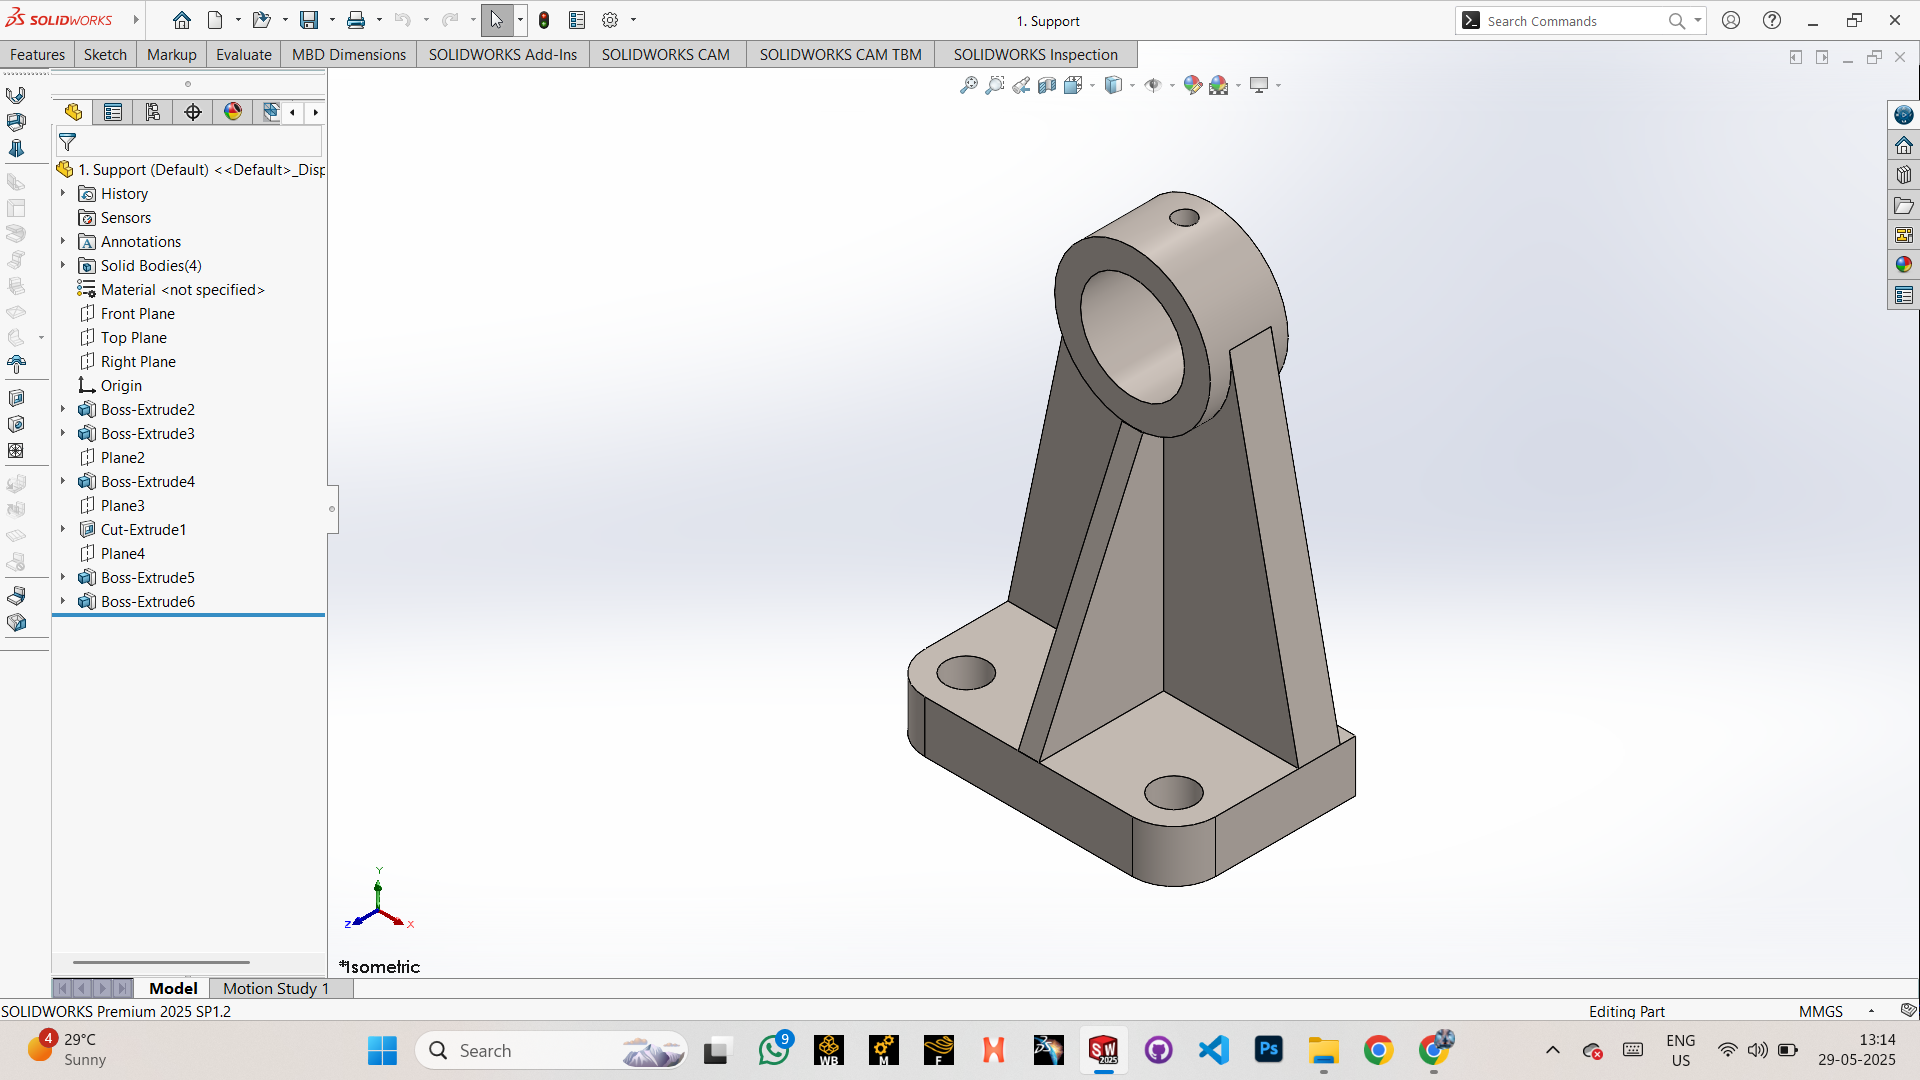 SOLIDWORKS
1. Support
Search Commands
Features
Sketch
Markup
Evaluate
MBD Dimensions
SOLIDWORKS Add-Ins
SOLIDWORKS CAM
SOLIDWORKS CAM TBM
SOLIDWORKS Inspection
1. Support (Default) <<Default>_Disp
History
Sensors
Annotations
Solid Bodies(4)
Material <not specified>
Front Plane
Top Plane
Right Plane
Origin
Boss-Extrude2
Boss-Extrude3
Plane2
Boss-Extrude4
Plane3
Cut-Extrude1
Plane4
Boss-Extrude5
Boss-Extrude6
Y
Z
X
*Isometric
Model
Motion Study 1
SOLIDWORKS Premium 2025 SP1.2
Editing Part
MMGS
4
29°C
Sunny
Search
9
WB
M
F
SW
2025
Ps
ENG
US
13:14
29-05-2025